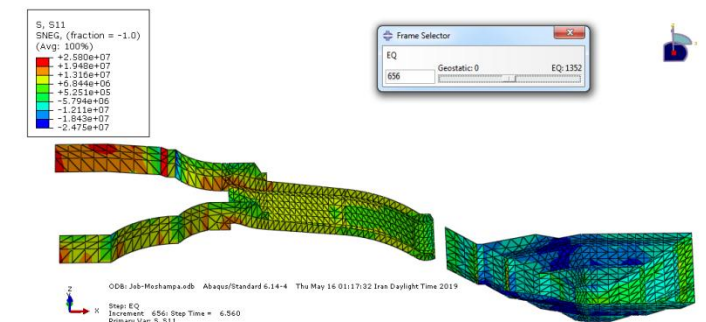 S, S11
SNEG, (fraction = -1.0)
(Avg: 100%)
+2.580e+07
+1.948e+07
+1.316e+07
+6.844e+06
+5.251e+05
-5.794e+06
-1.211e+07
-1.843e+07
-2.475e+07
Frame Selector
EQ
656
Geostatic: 0
EQ: 1352
ODB: Job-Moshampa.odb Abaqus/Standard 6.14-4 Thu May 16 01:17:32 Iran Daylight Time 2019
Z
X
Step: EQ
Increment 656: Step Time = 6.560
Primary Var: S, S11